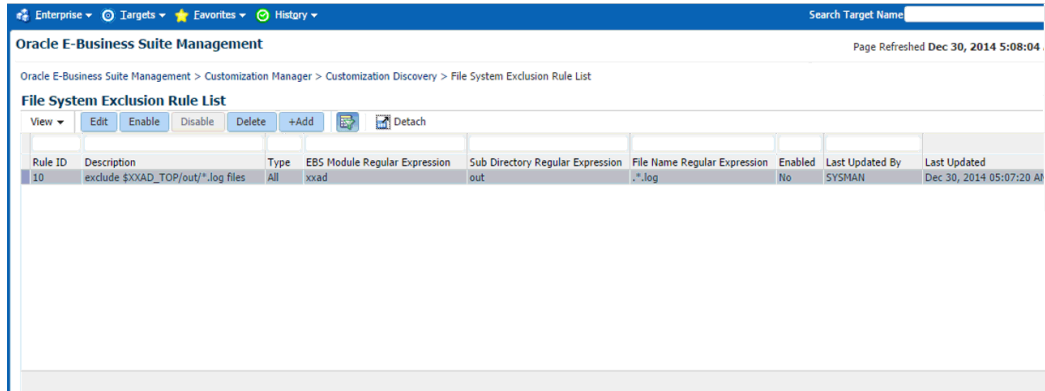 Enterprise Targets Favorites History Search Target Name
Oracle E-Business Suite Management Page Refreshed Dec 30, 2014 5:08:04
Oracle E-Business Suite Management > Customization Manager > Customization Discovery > File System Exclusion Rule List
File System Exclusion Rule List
View Edit Enable Disable Delete +Add Detach
Rule ID Description Type EBS Module Regular Expression Sub Directory Regular Expression File Name Regular Expression Enabled Last Updated By Last Updated
10 exclude $XXAD_TOP/out/*.log files All xxad out .*.log No SYSMAN Dec 30, 2014 05:07:20 AM